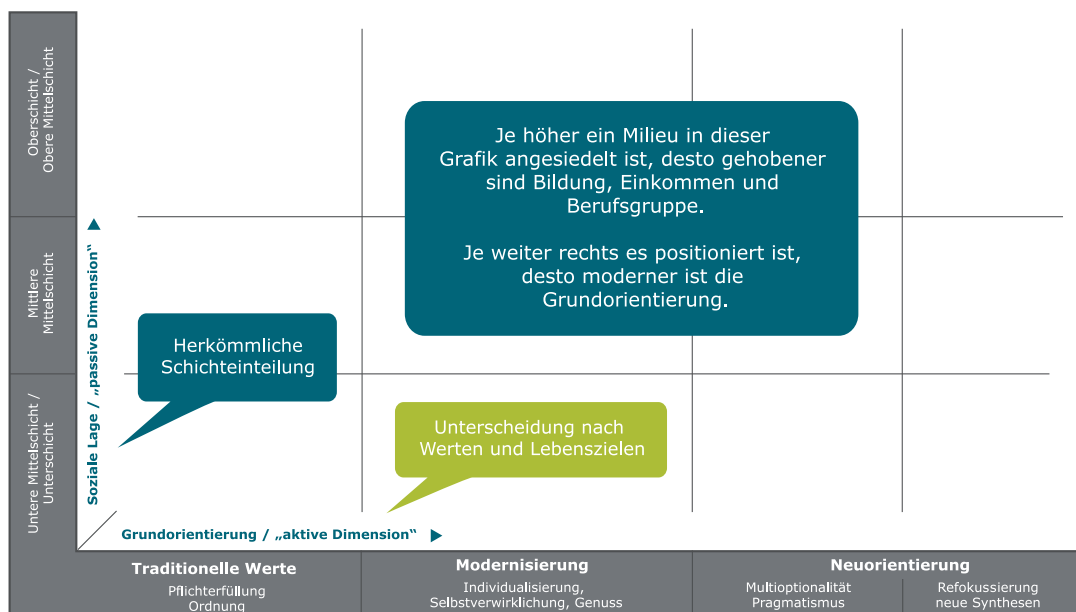 Oberschicht /
Obere Mittelschicht
Mittlere
Mittelschicht
Untere Mittelschicht /
Unterschicht
Soziale Lage / „passive Dimension“
Je höher ein Milieu in dieser
Grafik angesiedelt ist, desto gehobener
sind Bildung, Einkommen und
Berufsgruppe.
Je weiter rechts es positioniert ist,
desto moderner ist die
Grundorientierung.
Herkömmliche
Schichteinteilung
Unterscheidung nach
Werten und Lebenszielen
Grundorientierung / „aktive Dimension“
Traditionelle Werte
Pflichterfüllung
Ordnung
Modernisierung
Individualisierung,
Selbstverwirklichung, Genuss
Neuorientierung
Multioptionalität
Pragmatismus
Refokussierung
neue Synthesen